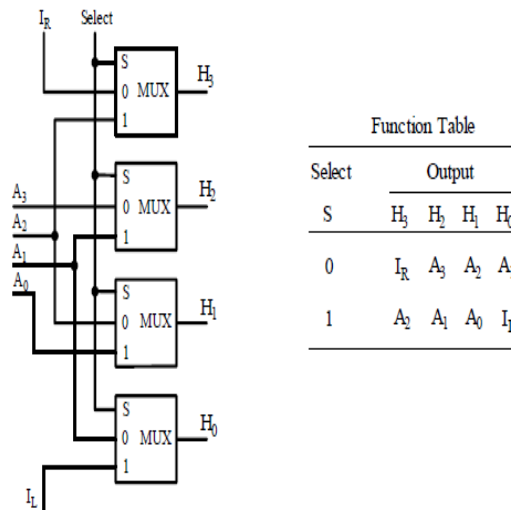 I_R Select
S
0 MUX H_3
1
S
A_3 0 MUX H_2
A_2
1
A_1
A_0 S
0 MUX H_1
1
S
0 MUX H_0
1
I_L
Function Table
Select Output
S H_3 H_2 H_1 H_0
0 I_R A_3 A_2
1 A_2 A_1 A_0